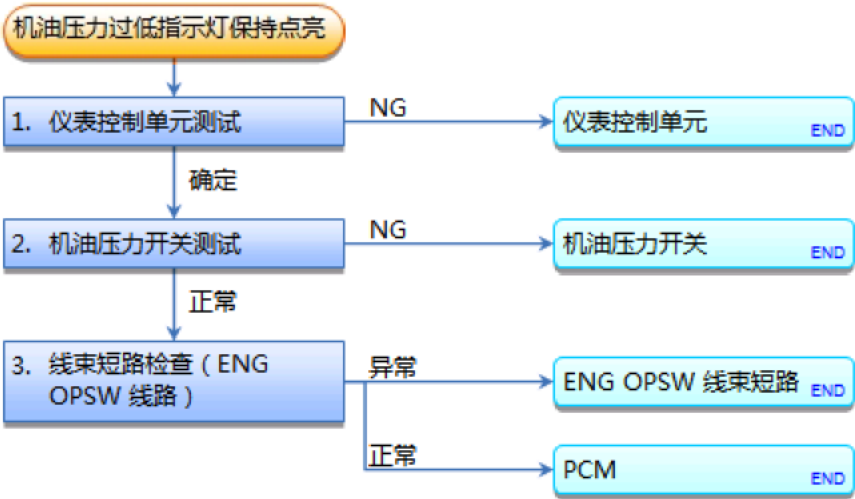 机油压力过低指示灯保持点亮
1. 仪表控制单元测试
NG
仪表控制单元
END
确定
2. 机油压力开关测试
NG
机油压力开关
END
正常
3. 线束短路检查（ENG
OPSW 线路）
异常
ENG OPSW 线束短路
END
正常
PCM
END